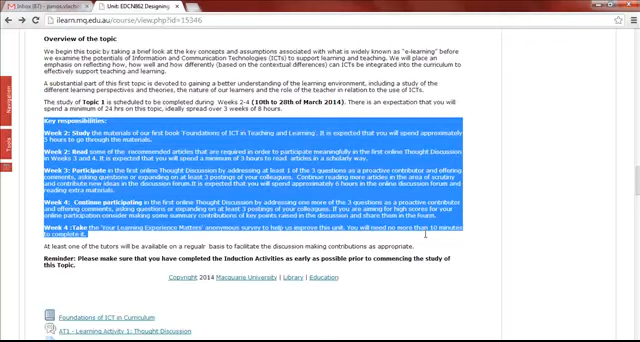 Inbox (87)
Unit: EDCN862 Designing
ilearn.mq.edu.au/course/view.php?id=15346
Overview of the topic
We begin this topic by taking a brief look at the key concepts and assumptions associated with what is widely known as "e-learning" before
we examine the potentials of Information and Communication Technologies (ICTs) to support learning and teaching. We will place an
emphasis on reflecting how, how well and how differently (based on the contextual differences) can ICTs be integrated into the curriculum to
effectively support teaching and learning.
A substantial part of this first topic is devoted to gaining a better understanding of the learning environment, including a study of the
different learning perspectives and theories, the nature of our learners and the role of the teacher in relation to the use of ICTs.
The study of Topic 1 is scheduled to be completed during Weeks 2-4 (10th to 28th of March 2014). There is an expectation that you will
spend a minimum of 24 hrs on this topic, ideally spread over 3 weeks of 8 hours.
Key responsibilities:
Week 2: Study the materials of our first book 'Foundations of ICT in Teaching and Learning'. It is expected that you will spend approximately
5 hours to go through the materials.
Week 2: Read some of the recommended articles that are required in order to participate meaningfully in the first online Thought Discussion
in Weeks 3 and 4. It is expected that you will spend a minimum of 3 hours to read articles in a scholarly way.
Week 3: Participate in the first online Thought Discussion by addressing at least 1 of the 3 questions as a proactive contributor and offering
comments, asking questions or expanding on at least 3 postings of your colleagues. Continue reading more articles in the area of scrutiny
and contribute new ideas in the discussion forum.It is expected that you will spend approximately 6 hours in the online discussion forum and
reading extra materials.
Week 4: Continue participating in the first online Thought Discussion by addressing one more of the 3 questions as a proactive contributor
and offering comments, asking questions or expanding on at least 3 postings of your colleagues. If you are aiming for high scores for your
online participation consider making some summary contributions of key points raised in the discussion and share them in the foum.
Week 4 :Take the 'Your Learning Experience Matters' anonymous survey to help us improve this unit. You will need no more than 10 minutes
to complete it.
At least one of the tutors will be available on a regualr basis to facilitate the discussion making contributions as appropriate.
Reminder: Please make sure that you have completed the Induction Activities as early as possible prior to commencing the study of
this Topic.
Copyright 2014 Macquarie University | Library | Education
Foundations of ICT in Curriculum
AT1 - Learning Activity 1: Thought Discussion
Navigation
Tools